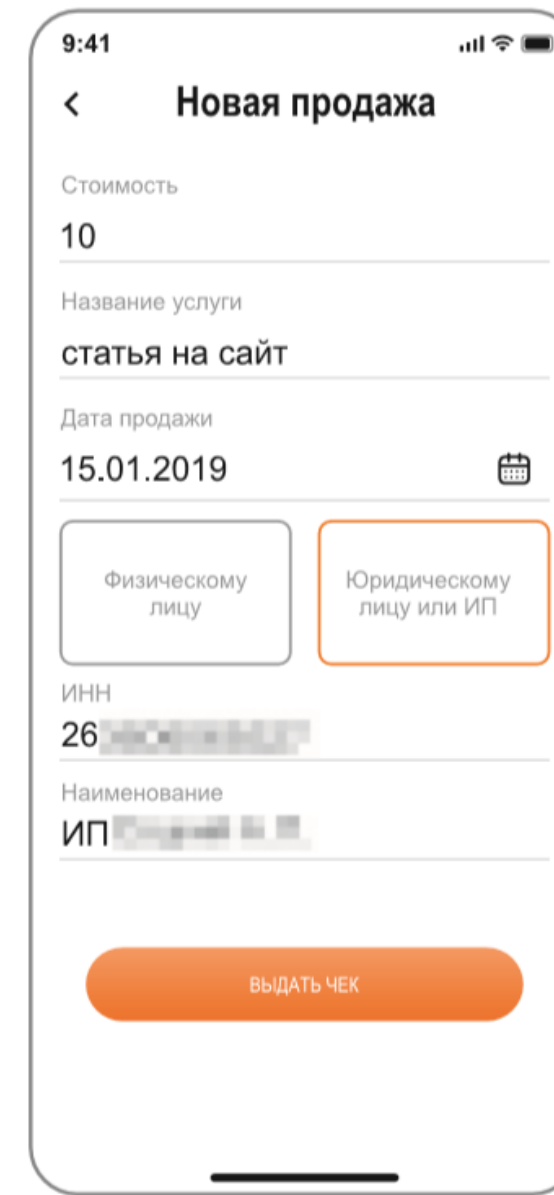 9:41
Новая продажа
Стоимость
10
Название услуги
статья на сайт
Дата продажи
15.01.2019
Физическому
лицу
Юридическому
лицу или ИП
ИНН
26
Наименование
ИП
ВЫДАТЬ ЧЕК